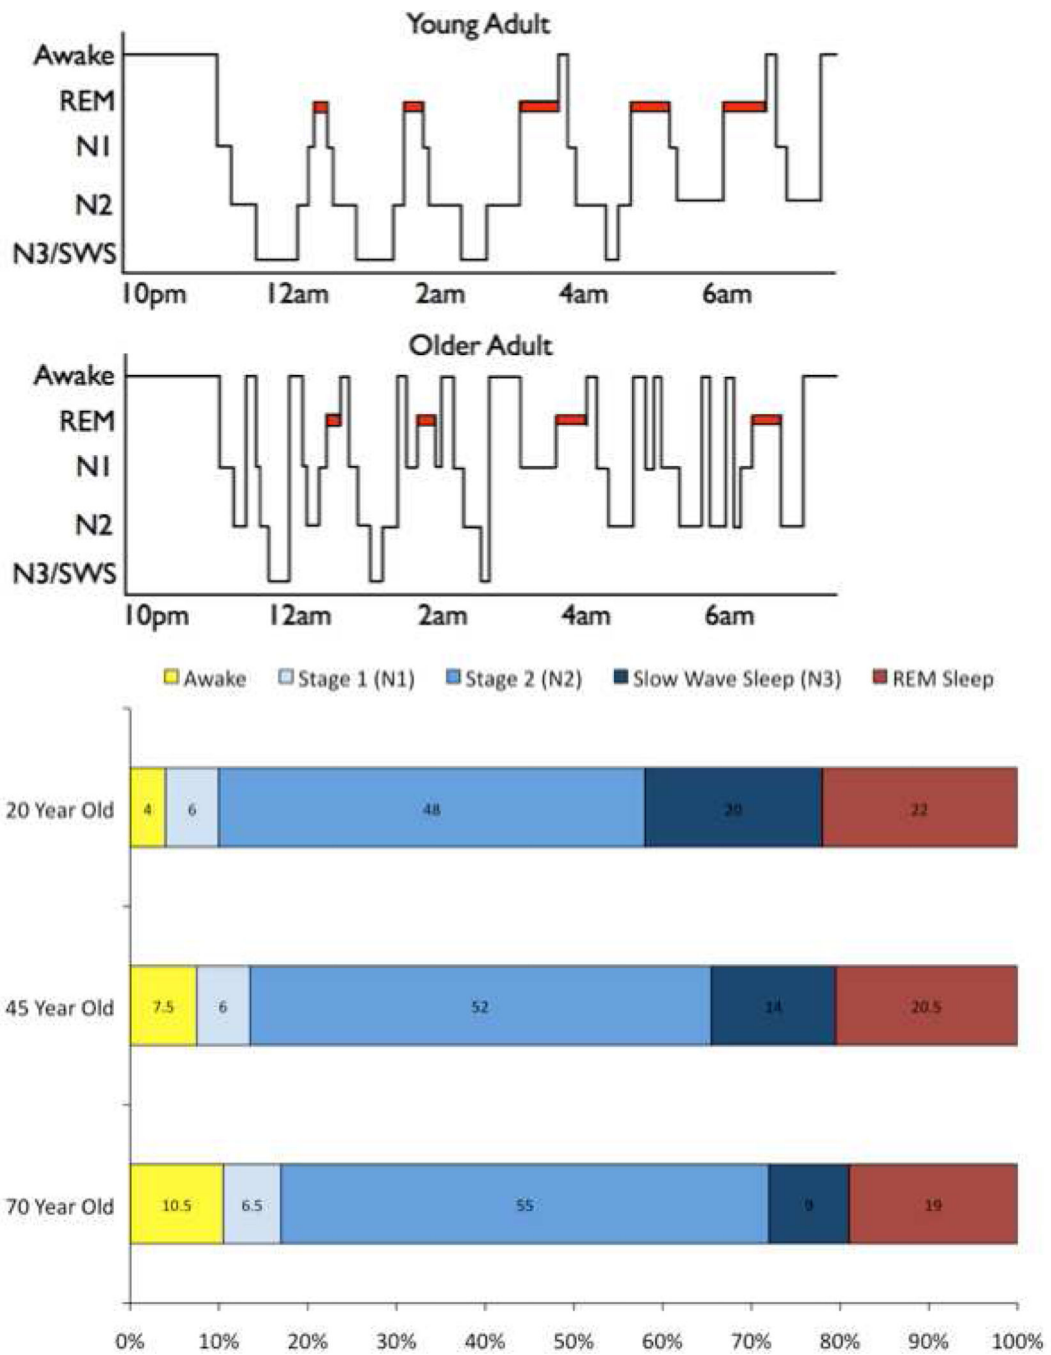 Young Adult
Awake
REM
N1
N2
N3/SWS
10pm 12am 2am 4am 6am
Older Adult
Awake
REM
N1
N2
N3/SWS
10pm 12am 2am 4am 6am
Awake Stage 1 (N1) Stage 2 (N2) Slow Wave Sleep (N3) REM Sleep
20 Year Old 4 6 48 20 22
45 Year Old 7.5 6 52 14 20.5
70 Year Old 10.5 6.5 55 9 19
0% 10% 20% 30% 40% 50% 60% 70% 80% 90% 100%